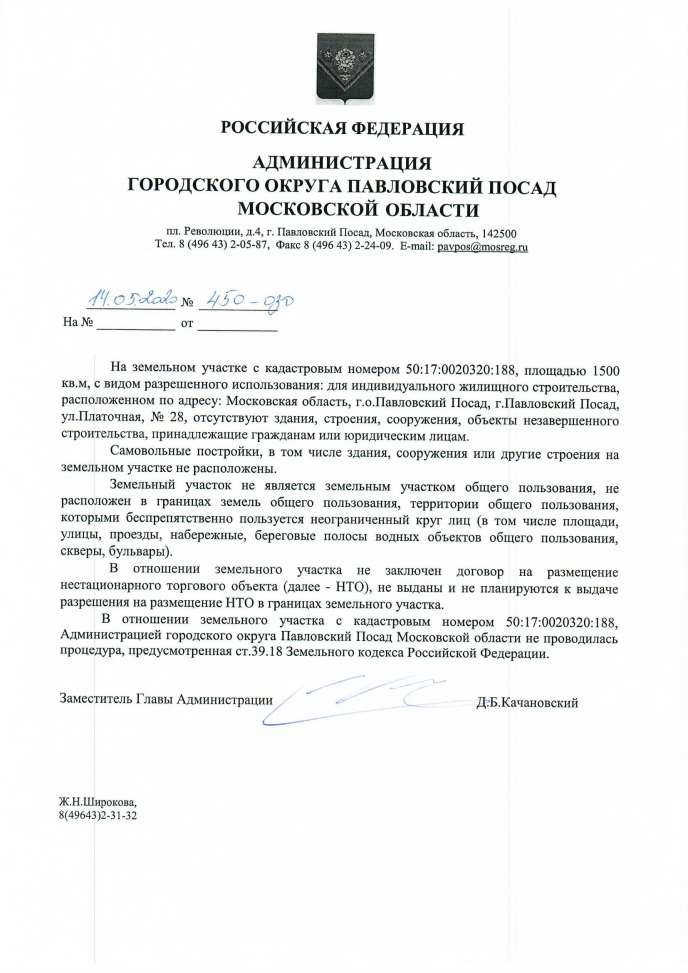 РОССИЙСКАЯ ФЕДЕРАЦИЯ
АДМИНИСТРАЦИЯ
ГОРОДСКОГО ОКРУГА ПАВЛОВСКИЙ ПОСАД
МОСКОВСКОЙ ОБЛАСТИ
пл. Революции, д.4, г. Павловский Посад, Московская область, 142500
Тел. 8 (496 43) 2-05-87, Факс 8 (496 43) 2-24-09. E-mail: pavpos@mosreg.ru
14.05.2020 № 450-озо
На № ____________ от ____________
На земельном участке с кадастровым номером 50:17:0020320:188, площадью 1500
кв.м, с видом разрешенного использования: для индивидуального жилищного строительства,
расположенном по адресу: Московская область, г.о.Павловский Посад, г.Павловский Посад,
ул.Платочная, № 28, отсутствуют здания, строения, сооружения, объекты незавершенного
строительства, принадлежащие гражданам или юридическим лицам.
Самовольные постройки, в том числе здания, сооружения или другие строения на
земельном участке не расположены.
Земельный участок не является земельным участком общего пользования, не
расположен в границах земель общего пользования, территории общего пользования,
которыми беспрепятственно пользуется неограниченный круг лиц (в том числе площади,
улицы, проезды, набережные, береговые полосы водных объектов общего пользования,
скверы, бульвары).
В отношении земельного участка не заключен договор на размещение
нестационарного торгового объекта (далее - НТО), не выданы и не планируются к выдаче
разрешения на размещение НТО в границах земельного участка.
В отношении земельного участка с кадастровым номером 50:17:0020320:188,
Администрацией городского округа Павловский Посад Московской области не проводилась
процедура, предусмотренная ст.39.18 Земельного кодекса Российской Федерации.
Заместитель Главы Администрации Д.Б.Качановский
Ж.Н.Широкова,
8(49643)2-31-32